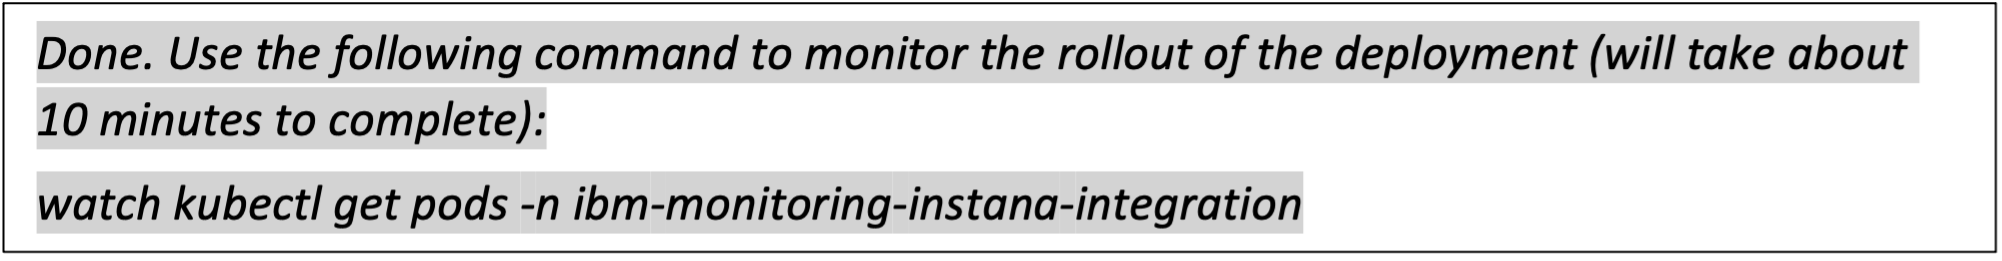 Done. Use the following command to monitor the rollout of the deployment (will take about
10 minutes to complete):
watch kubectl get pods -n ibm-monitoring-instana-integration